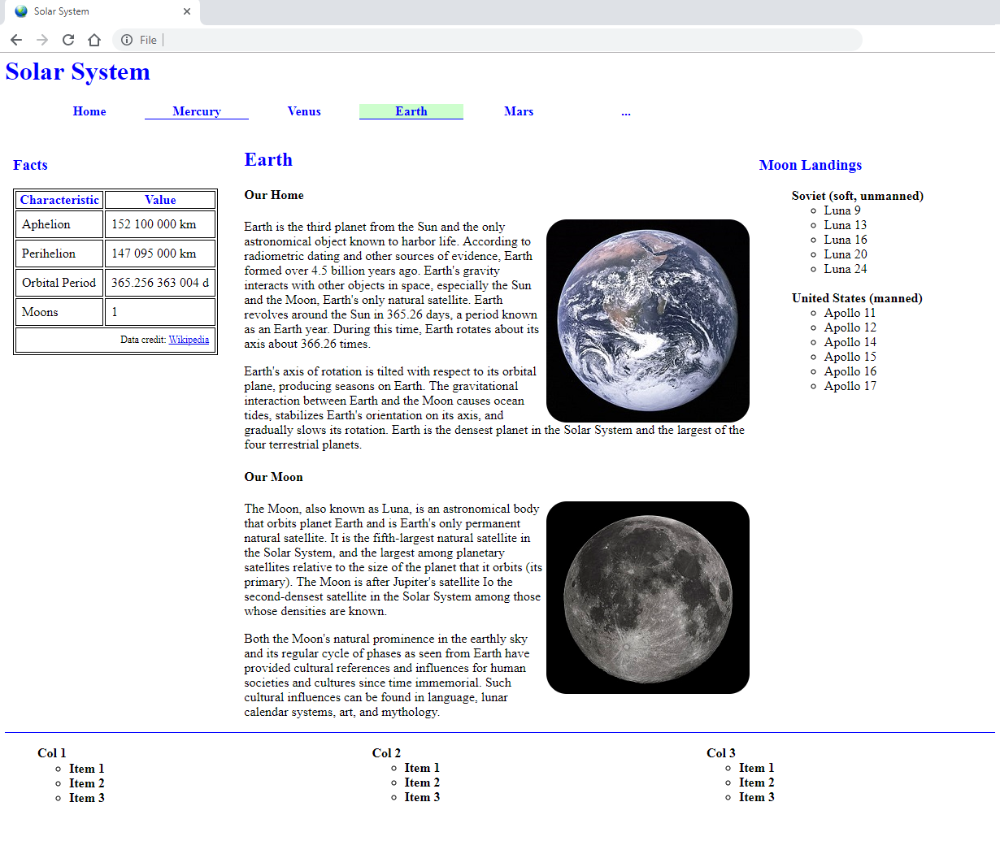 Solar System
File
Solar System
Home Mercury Venus Earth Mars ...
Facts
Characteristic Value
Aphelion 152 100 000 km
Perihelion 147 095 000 km
Orbital Period 365.256 363 004 d
Moons 1
Data credit: Wikipedia
Earth
Our Home
Earth is the third planet from the Sun and the only
astronomical object known to harbor life. According to
radiometric dating and other sources of evidence, Earth
formed over 4.5 billion years ago. Earth's gravity
interacts with other objects in space, especially the Sun
and the Moon, Earth's only natural satellite. Earth
revolves around the Sun in 365.26 days, a period known
as an Earth year. During this time, Earth rotates about its
axis about 366.26 times.
Earth's axis of rotation is tilted with respect to its orbital
plane, producing seasons on Earth. The gravitational
interaction between Earth and the Moon causes ocean
tides, stabilizes Earth's orientation on its axis, and
gradually slows its rotation. Earth is the densest planet in the Solar System and the largest of the
four terrestrial planets.
Our Moon
The Moon, also known as Luna, is an astronomical body
that orbits planet Earth and is Earth's only permanent
natural satellite. It is the fifth-largest natural satellite in
the Solar System, and the largest among planetary
satellites relative to the size of the planet that it orbits (its
primary). The Moon is after Jupiter's satellite Io the
second-densest satellite in the Solar System among those
whose densities are known.
Both the Moon's natural prominence in the earthly sky
and its regular cycle of phases as seen from Earth have
provided cultural references and influences for human
societies and cultures since time immemorial. Such
cultural influences can be found in language, lunar
calendar systems, art, and mythology.
Moon Landings
Soviet (soft, unmanned)
Luna 9
Luna 13
Luna 16
Luna 20
Luna 24
United States (manned)
Apollo 11
Apollo 12
Apollo 14
Apollo 15
Apollo 16
Apollo 17
Col 1
Item 1
Item 2
Item 3
Col 2
Item 1
Item 2
Item 3
Col 3
Item 1
Item 2
Item 3